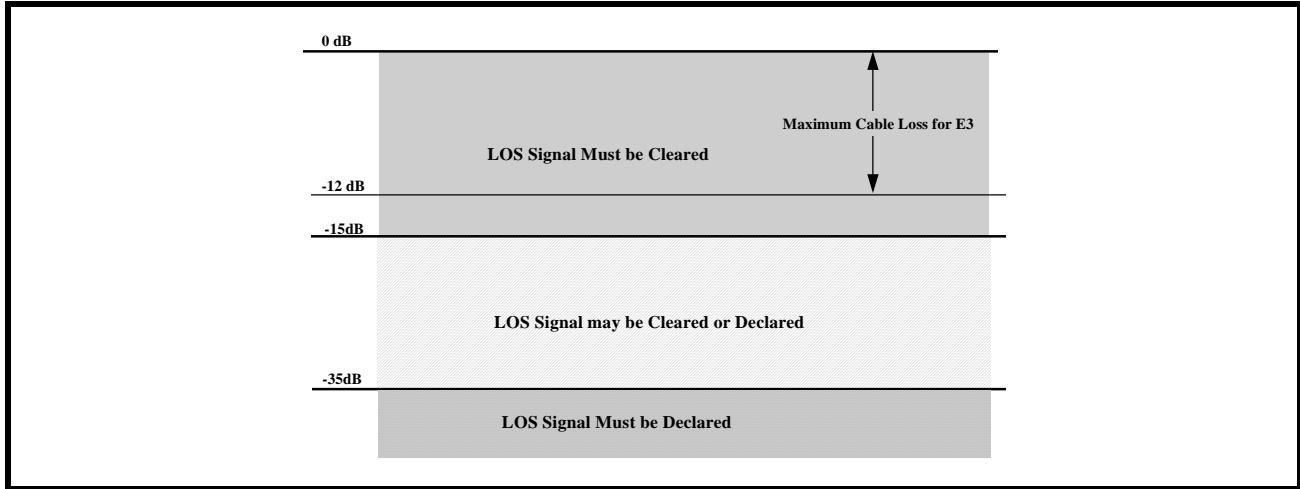 0 dB
Maximum Cable Loss for E3
LOS Signal Must be Cleared
-12 dB
-15dB
LOS Signal may be Cleared or Declared
-35dB
LOS Signal Must be Declared